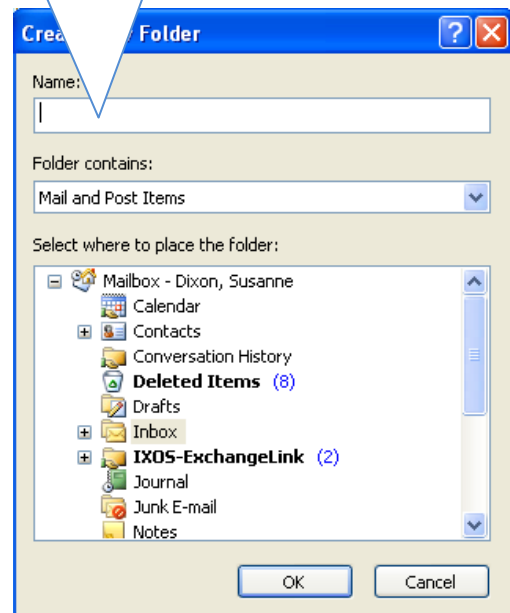 Folder
Name:
Folder contains:
Mail and Post Items
Select where to place the folder:
Mailbox - Dixon, Susanne
Calendar
Contacts
Conversation History
Deleted Items (8)
Drafts
Inbox
IXOS-ExchangeLink (2)
Journal
Junk E-mail
Notes
OK Cancel